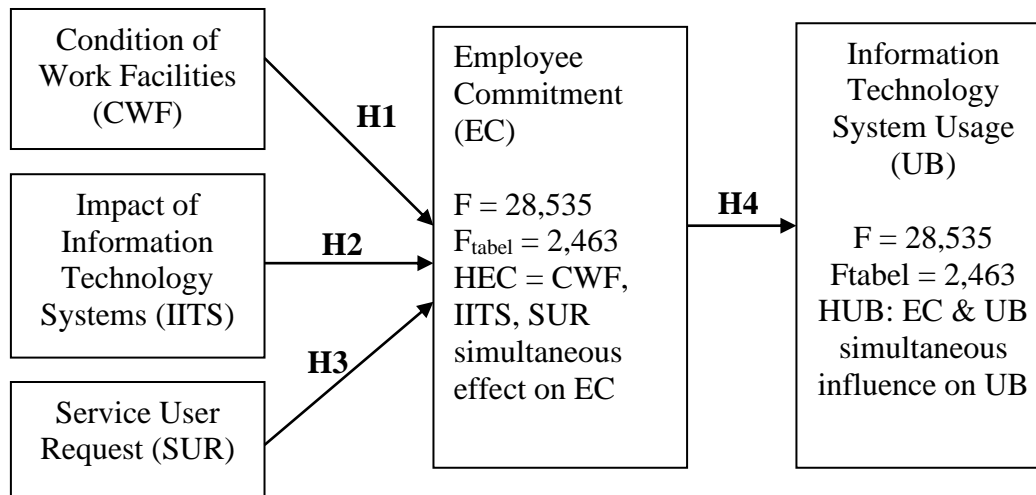 Condition of
Work Facilities
(CWF)
H1
Impact of
Information
Technology
Systems (IITS)
H2
Service User
Request (SUR)
H3
Employee
Commitment
(EC)
F = 28,535
Ftabel = 2,463
HEC = CWF,
IITS, SUR
simultaneous
effect on EC
H4
Information
Technology
System Usage
(UB)
F = 28,535
Ftabel = 2,463
HUB: EC & UB
simultaneous
influence on UB